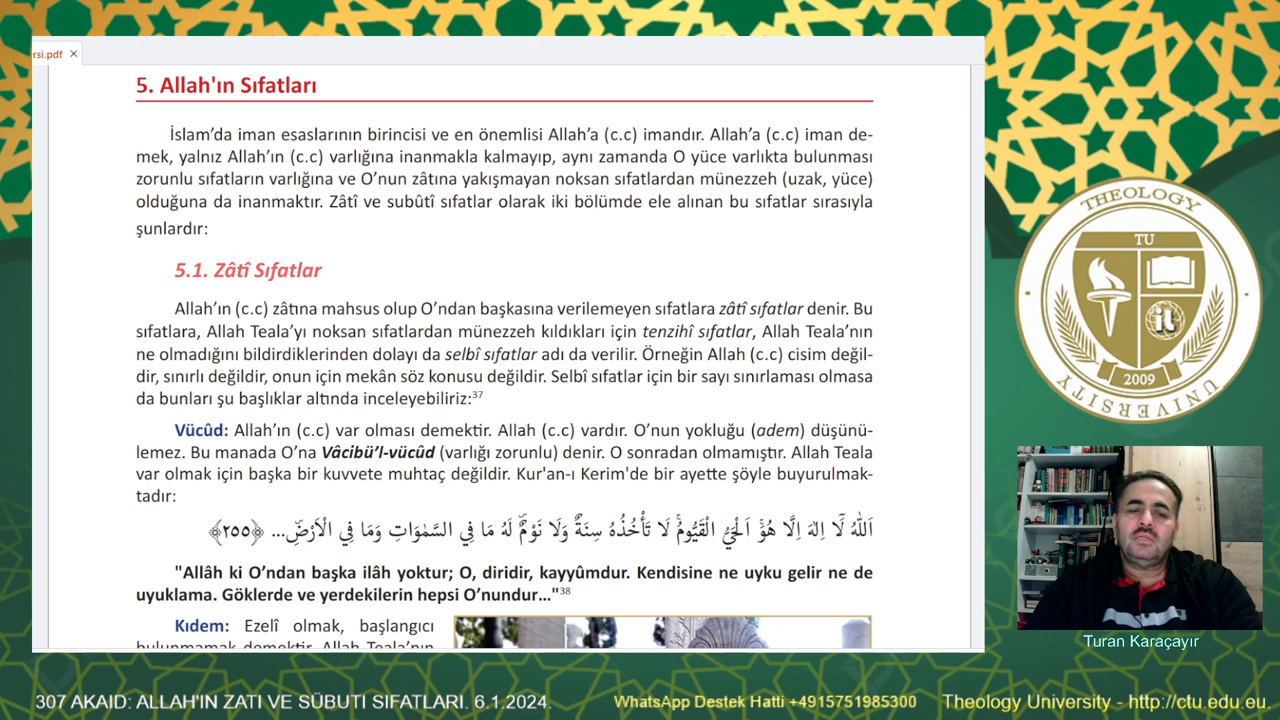 rsi.pdf ×
5. Allah'ın Sıfatları
İslam’da iman esaslarının birincisi ve en önemlisi Allah’a (c.c) imandır. Allah’a (c.c) iman de-
mek, yalnız Allah’ın (c.c) varlığına inanmakla kalmayıp, aynı zamanda O yüce varlıkta bulunması
zorunlu sıfatların varlığına ve O’nun zâtına yakışmayan noksan sıfatlardan münezzeh (uzak, yüce)
olduğuna da inanmaktır. Zâtî ve subûtî sıfatlar olarak iki bölümde ele alınan bu sıfatlar sırasıyla
şunlardır:
5.1. Zâtî Sıfatlar
Allah’ın (c.c) zâtına mahsus olup O’ndan başkasına verilemeyen sıfatlara zâtî sıfatlar denir. Bu
sıfatlara, Allah Teala’yı noksan sıfatlardan münezzeh kıldıkları için tenzihî sıfatlar, Allah Teala’nın
ne olmadığını bildirdiklerinden dolayı da selbî sıfatlar adı da verilir. Örneğin Allah (c.c) cisim değil-
dir, sınırlı değildir, onun için mekân söz konusu değildir. Selbî sıfatlar için bir sayı sınırlaması olmasa
da bunları şu başlıklar altında inceleyebiliriz:37
Vücûd: Allah’ın (c.c) var olması demektir. Allah (c.c) vardır. O’nun yokluğu (adem) düşünü-
lemez. Bu manada O’na Vâcibü’l-vücûd (varlığı zorunlu) denir. O sonradan olmamıştır. Allah Teala
var olmak için başka bir kuvvete muhtaç değildir. Kur'an-ı Kerim'de bir ayette şöyle buyurulmak-
tadır:
اَللّٰهُ لَٓا اِلٰهَ اِلَّا هُوَۚ اَلْحَيُّ الْقَيُّومُۚ لَا تَأْخُذُهُ سِنَةٌ وَلَا نَوْمٌۜ لَهُ مَا فِي السَّمٰوَاتِ وَمَا فِي الْاَرْضِۜ... ﴿٢٥٥﴾
"Allâh ki O’ndan başka ilâh yoktur; O, diridir, kayyûmdur. Kendisine ne uyku gelir ne de
uyuklama. Göklerde ve yerdekilerin hepsi O’nundur…"38
Kıdem: Ezelî olmak, başlangıcı
bulunmamak demektir. Allah Teala’nın
THEOLOGY
TU
it
2009
UNIVERSITY
Turan Karaçayır
307 AKAID: ALLAH'IN ZATI VE SÜBUTI SIFATLARI. 6.1.2024.
WhatsApp Destek Hatti +4915751985300
Theology University - http://ctu.edu.eu.